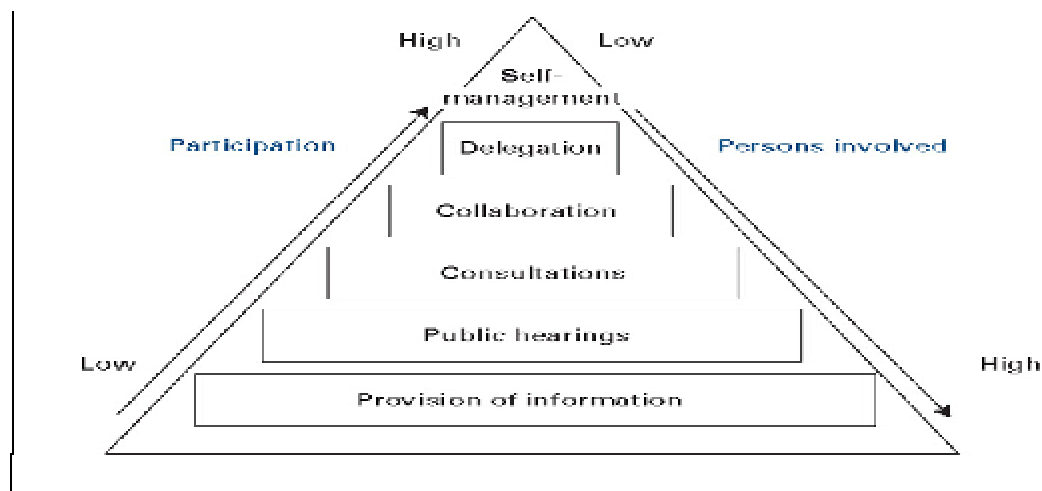 High Low
Self-
management
Participation Persons involved
Delegation
Collaboration
Consultations
Public hearings
Low High
Provision of information